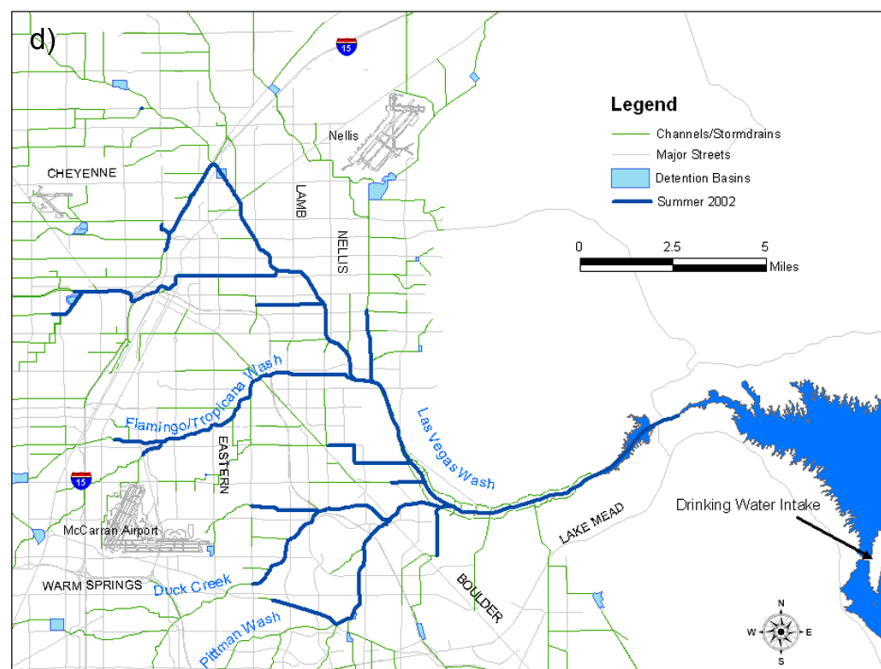 d)
15
Nellis
Legend
Channels/Stormdrains
Major Streets
Detention Basins
Summer 2002
0 2.5 5
Miles
CHEYENNE
LAMB
NELLIS
Flamingo/Tropicana Wash
EASTERN
Las Vegas Wash
15
McCarran Airport
Drinking Water Intake
LAKE MEAD
WARM SPRINGS
Duck Creek
BOULDER
Pittman Wash
N
W E
S